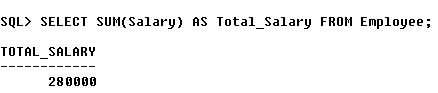 SQL> SELECT SUM(Salary) AS Total_Salary FROM Employee;
TOTAL_SALARY
------------
280000